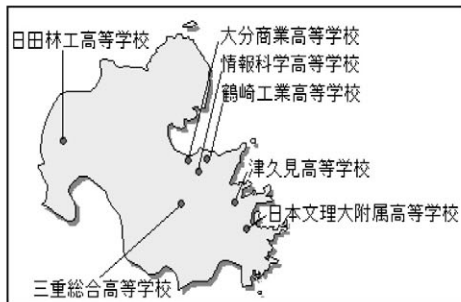 日田林工高等学校
大分商業高等学校
情報科学高等学校
鶴崎工業高等学校
津久見高等学校
日本文理大附属高等学校
三重総合高等学校